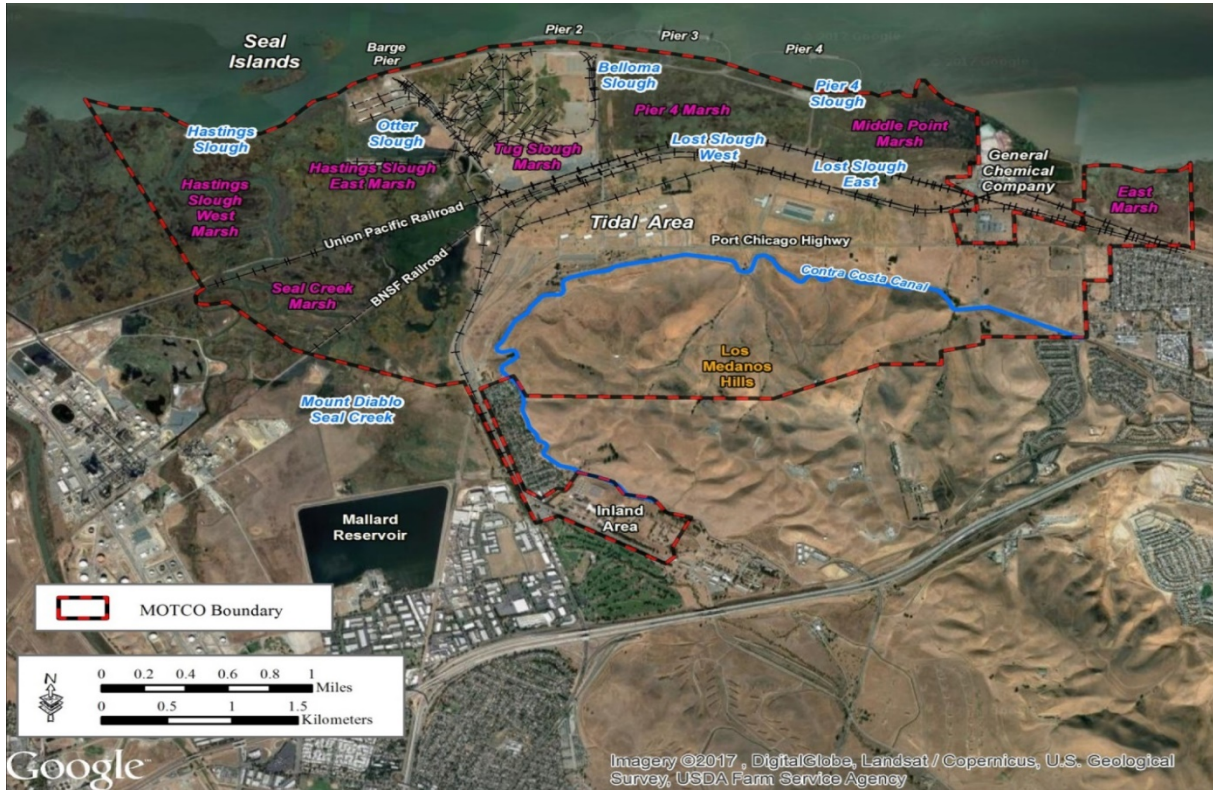 Seal
Islands
Barge
Pier
Pier 2
Pier 3
Pier 4
Belloma
Slough
Pier 4
Slough
Pier 4 Marsh
Hastings
Slough
Otter
Slough
Middle Point
Marsh
Tug Slough
Marsh
Lost Slough
West
Hastings Slough
East Marsh
General
Chemical
Company
Lost Slough
East
Hastings
Slough
West
Marsh
East
Marsh
Union Pacific Railroad
Tidal Area
Port Chicago Highway
BNSF Railroad
Seal Creek
Marsh
Contra Costa Canal
Los
Medanos
Hills
Mount Diablo
Seal Creek
Inland
Area
Mallard
Reservoir
MOTCO Boundary
N
0 0.2 0.4 0.6 0.8 1
Miles
0 0.5 1 1.5
Kilometers
Google
Imagery ©2017 , DigitalGlobe, Landsat / Copernicus, U.S. Geological
Survey, USDA Farm Service Agency